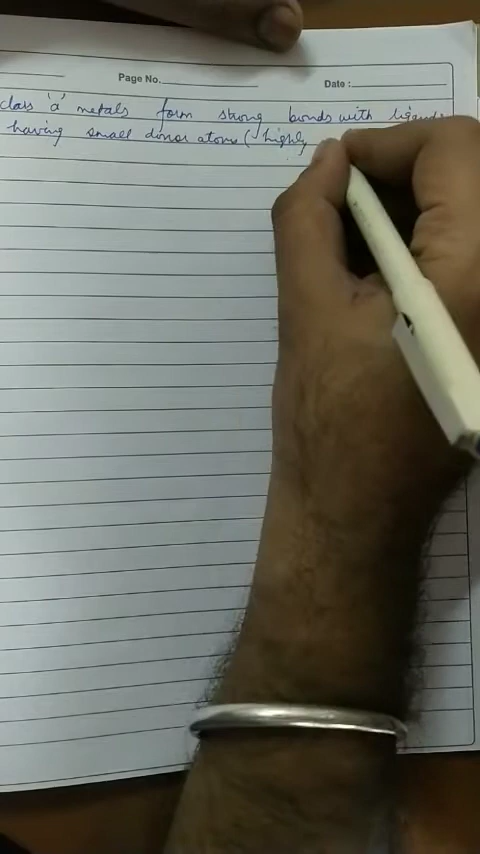 Page No. Date :
class 'a' metals form strong bonds with ligands
having small donor atoms ( highly